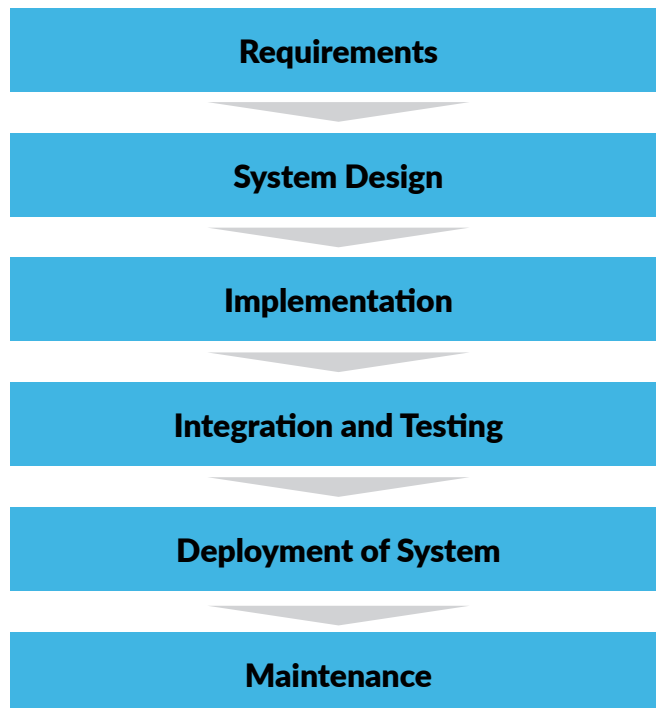 Requirements
System Design
Implementation
Integration and Testing
Deployment of System
Maintenance